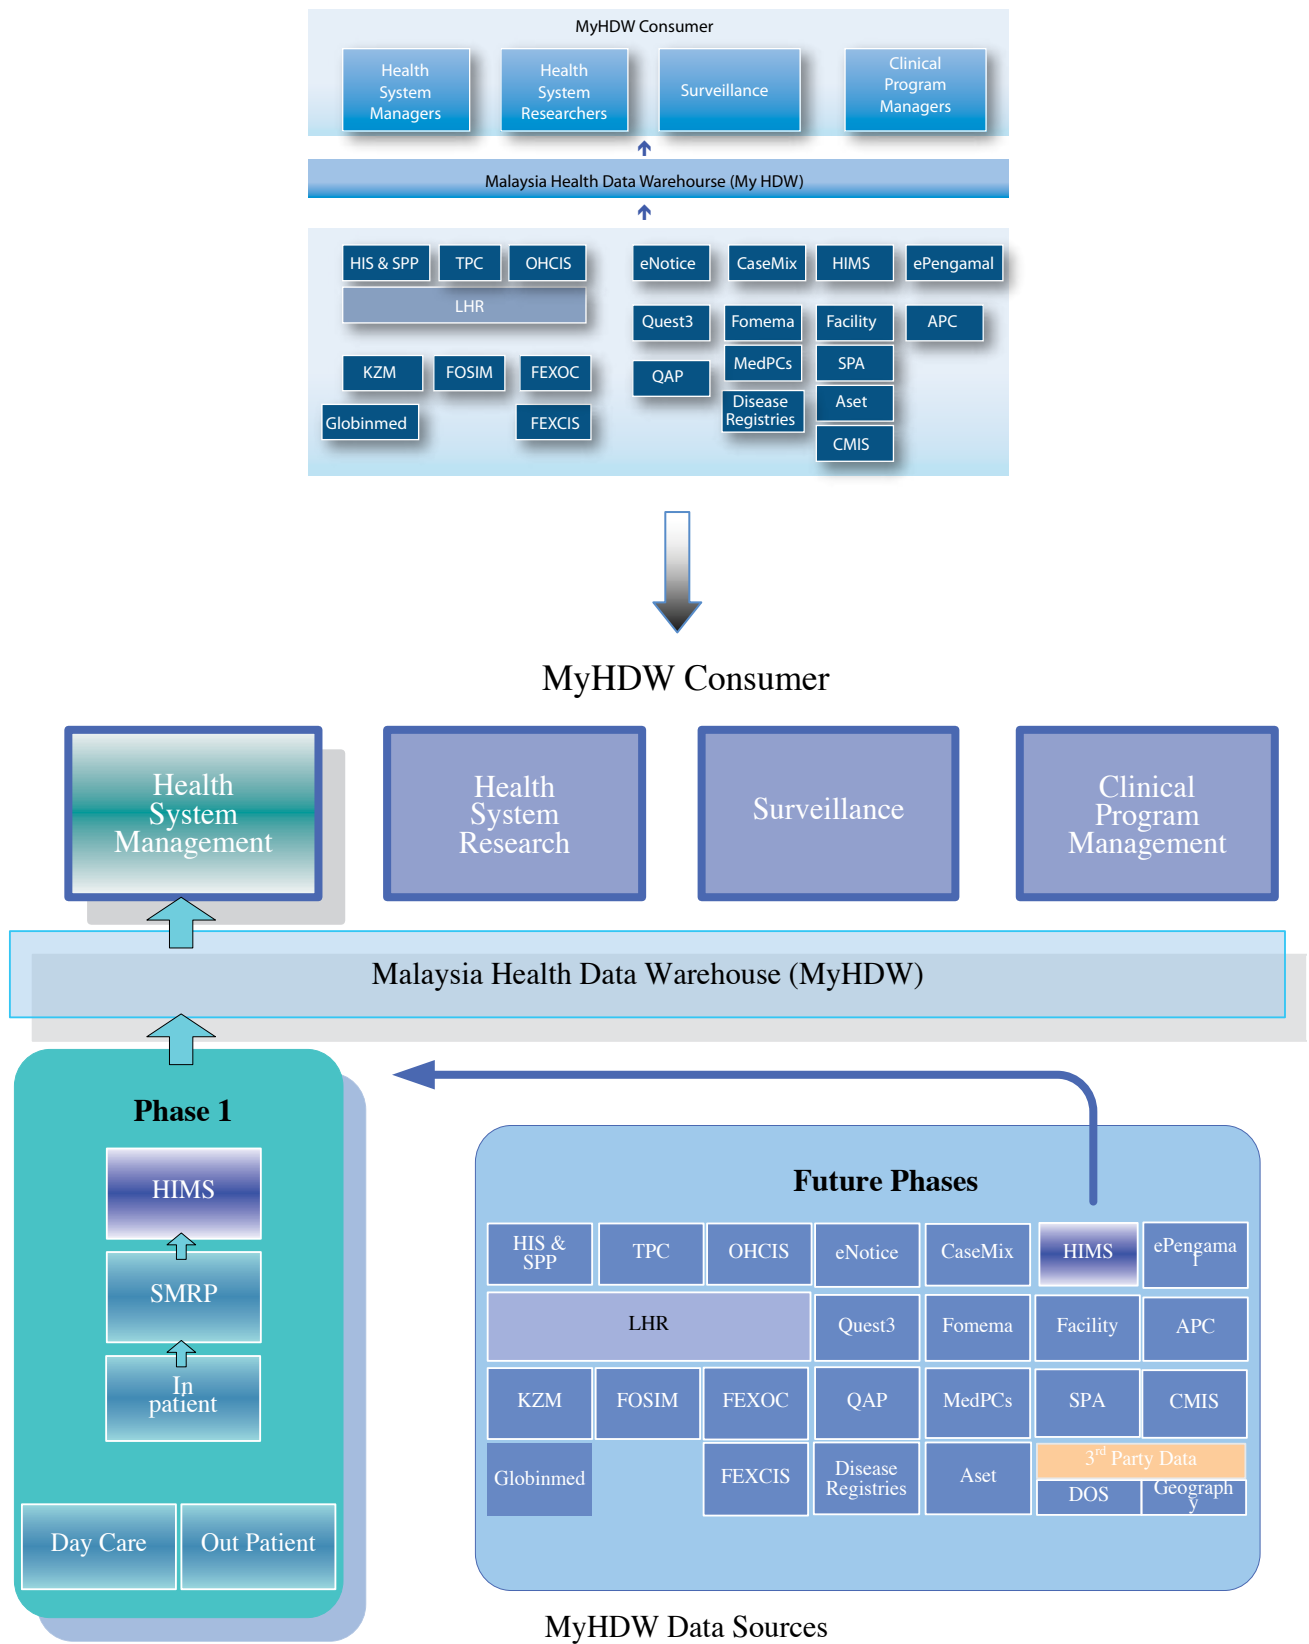 MyHDW Consumer
Health
System
Managers
Health
System
Researchers
Surveillance
Clinical
Program
Managers
Malaysia Health Data Warehourse (My HDW)
HIS & SPP
TPC
OHCIS
eNotice
CaseMix
HIMS
ePengamal
LHR
Quest3
Fomema
Facility
APC
KZM
FOSIM
FEXOC
QAP
MedPCs
SPA
Globinmed
FEXCIS
Disease
Registries
Aset
CMIS
MyHDW Consumer
Health
System
Management
Health
System
Research
Surveillance
Clinical
Program
Management
Malaysia Health Data Warehouse (MyHDW)
Phase 1
HIMS
SMRP
In
patient
Day Care
Out Patient
Future Phases
HIS &
SPP
TPC
OHCIS
eNotice
CaseMix
HIMS
ePengama
l
LHR
Quest3
Fomema
Facility
APC
KZM
FOSIM
FEXOC
QAP
MedPCs
SPA
CMIS
Globinmed
FEXCIS
Disease
Registries
Aset
3rd Party Data
DOS
Geograph
y
MyHDW Data Sources